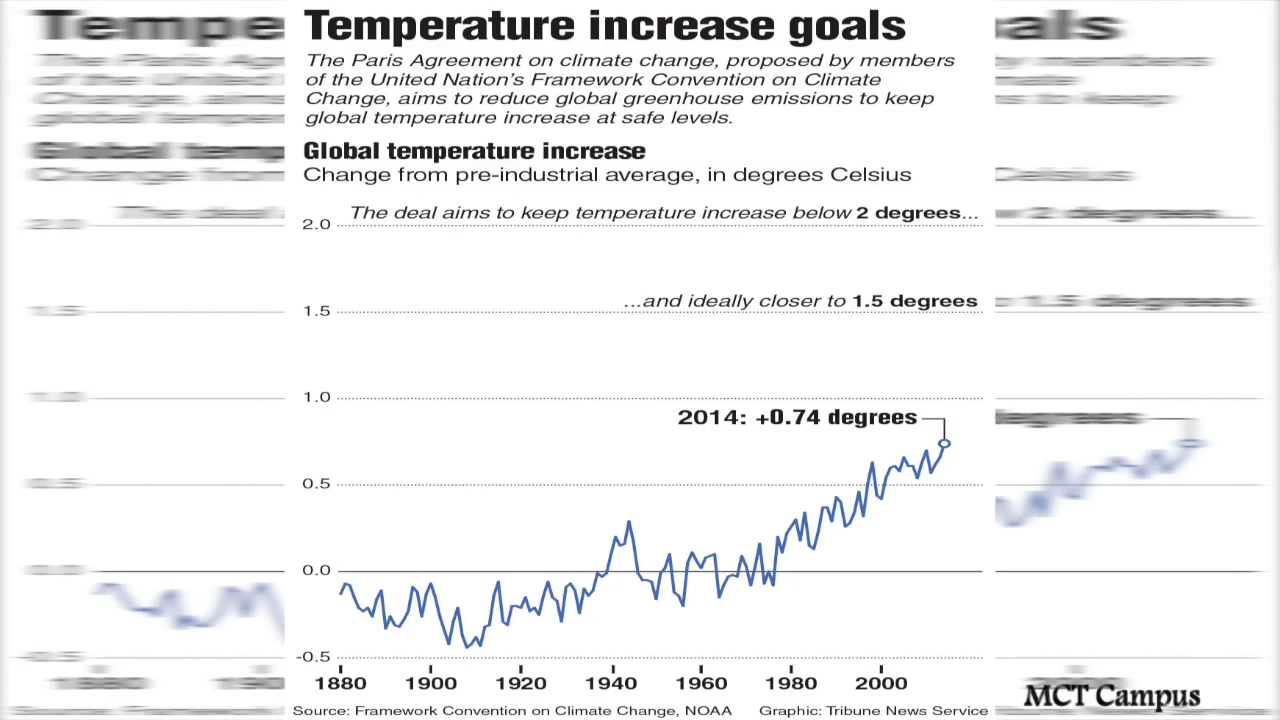 Temperature increase goals
The Paris Agreement on climate change, proposed by members
of the United Nation's Framework Convention on Climate
Change, aims to reduce global greenhouse emissions to keep
global temperature increase at safe levels.
Global temperature increase
Change from pre-industrial average, in degrees Celsius
The deal aims to keep temperature increase below 2 degrees...
2.0
...and ideally closer to 1.5 degrees
1.5
1.0
2014: +0.74 degrees
0.5
0.0
-0.5
1880 1900 1920 1940 1960 1980 2000
MCT Campus
Source: Framework Convention on Climate Change, NOAA Graphic: Tribune News Service